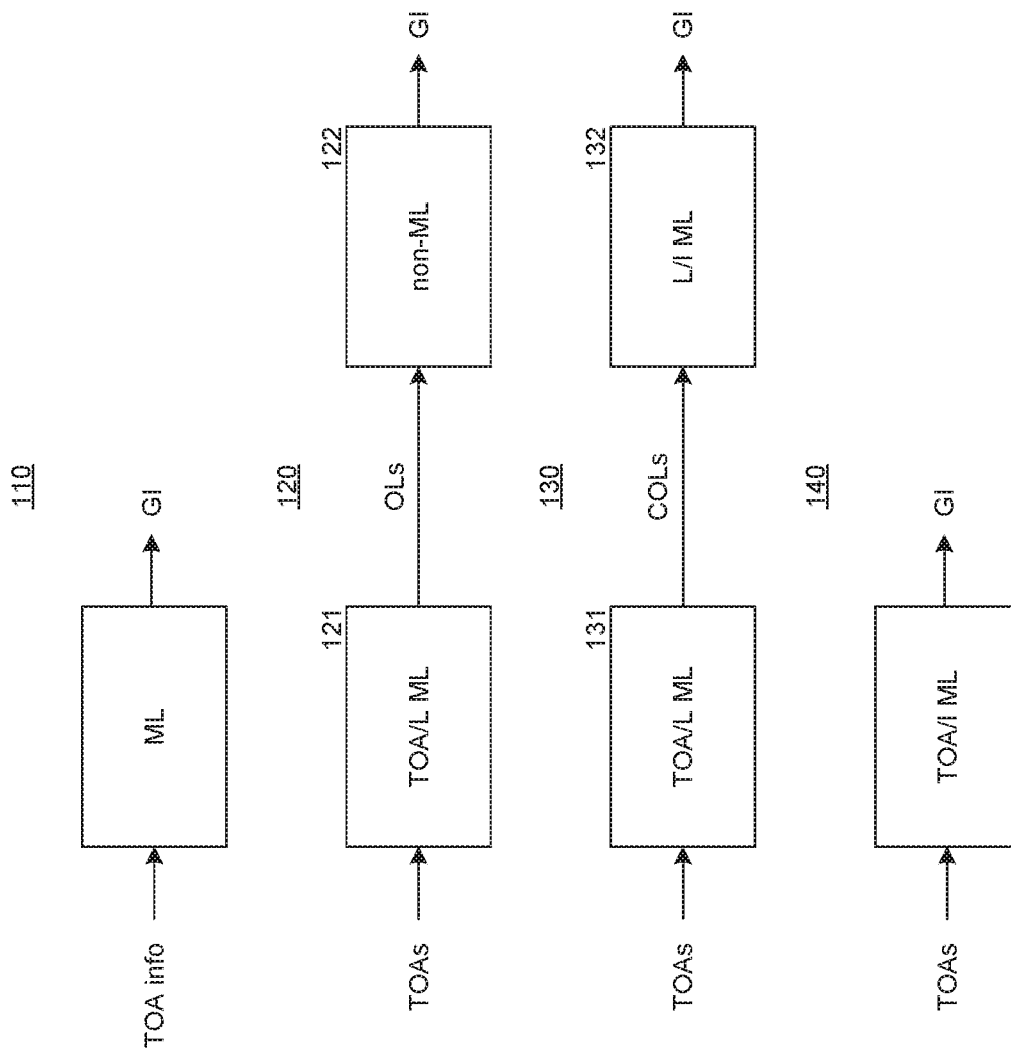 110
TOA info
ML
GI
120
TOAs
121
TOA/L ML
OLs
122
non-ML
GI
130
TOAs
131
TOA/L ML
COLs
132
L/I ML
GI
140
TOAs
TOA/I ML
GI